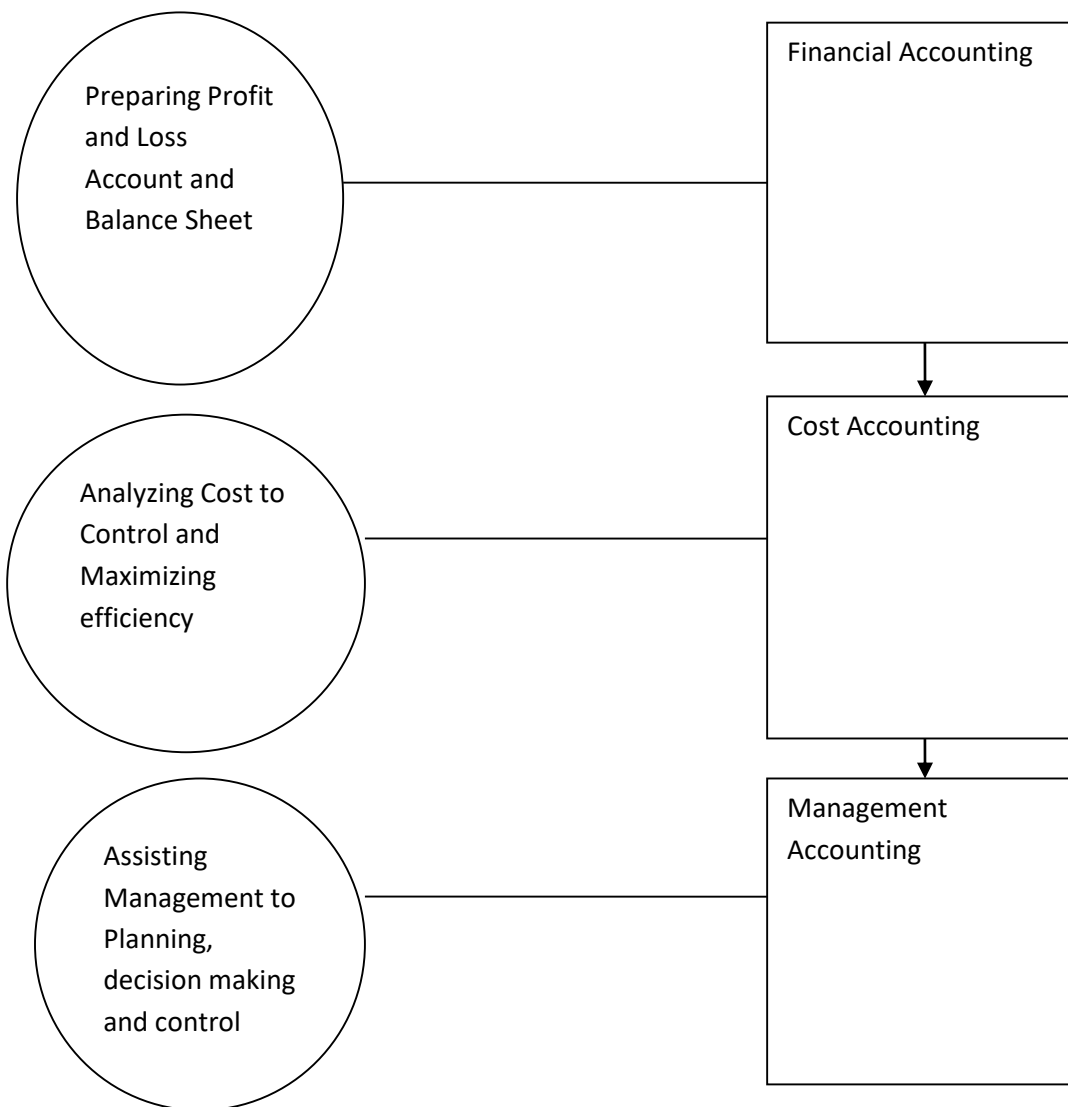 Preparing Profit
and Loss
Account and
Balance Sheet
Financial Accounting
Analyzing Cost to
Control and
Maximizing
efficiency
Cost Accounting
Assisting
Management to
Planning,
decision making
and control
Management
Accounting